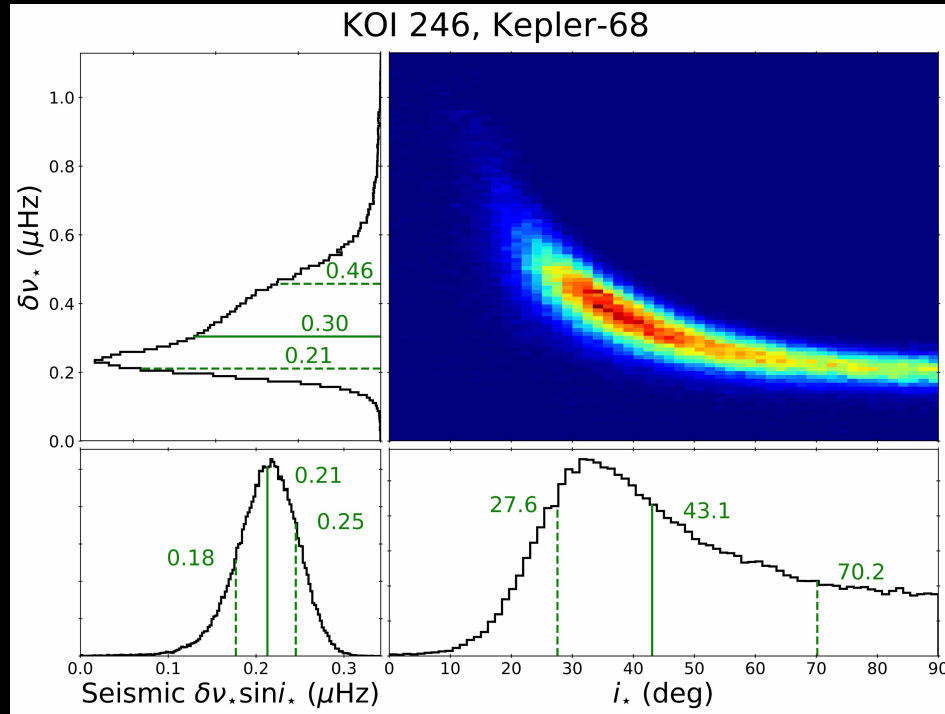 KOI 246, Kepler-68
δν⋆ (μHz)
1.0
0.8
0.6
0.4
0.2
0.0
0.46
0.30
0.21
0.21
0.25
0.18
0.0 0.1 0.2 0.3
Seismic δν⋆sini⋆ (μHz)
27.6
43.1
70.2
0 10 20 30 40 50 60 70 80 90
i⋆ (deg)